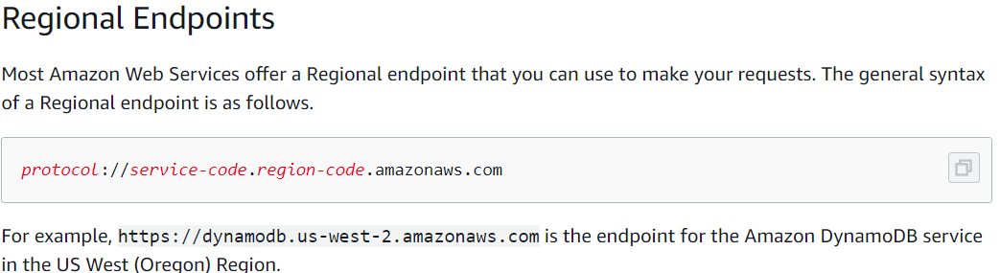 Regional Endpoints
Most Amazon Web Services offer a Regional endpoint that you can use to make your requests. The general syntax
of a Regional endpoint is as follows.
protocol://service-code.region-code.amazonaws.com
For example, https://dynamodb.us-west-2.amazonaws.com is the endpoint for the Amazon DynamoDB service
in the US West (Oregon) Region.